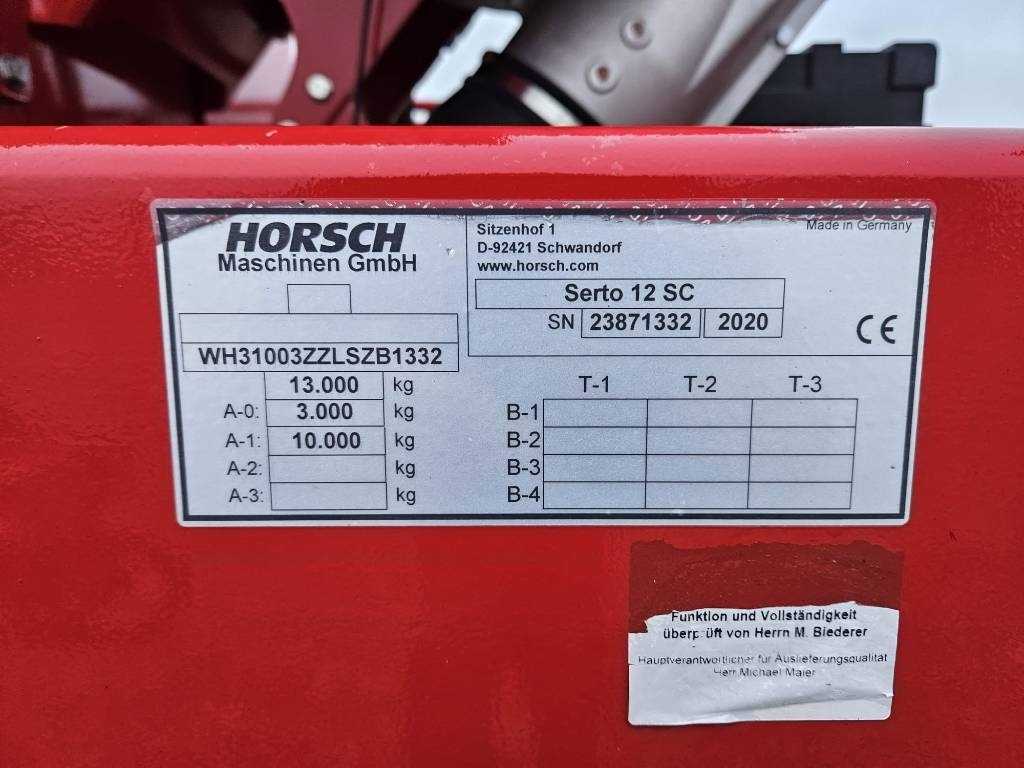 HORSCH
Maschinen GmbH
Sitzenhof 1
D-92421 Schwandorf
www.horsch.com
Made in Germany
Serto 12 SC
SN 23871332 2020
CE
WH31003ZZLSZB1332
13.000 kg
A-0: 3.000 kg
A-1: 10.000 kg
A-2: kg
A-3: kg
T-1 T-2 T-3
B-1
B-2
B-3
B-4
Funktion und Vollständigkeit
überprüft von Herrn M. Biederer
Hauptverantwortlicher für Auslieferungsqualität
Herr Michael Maier